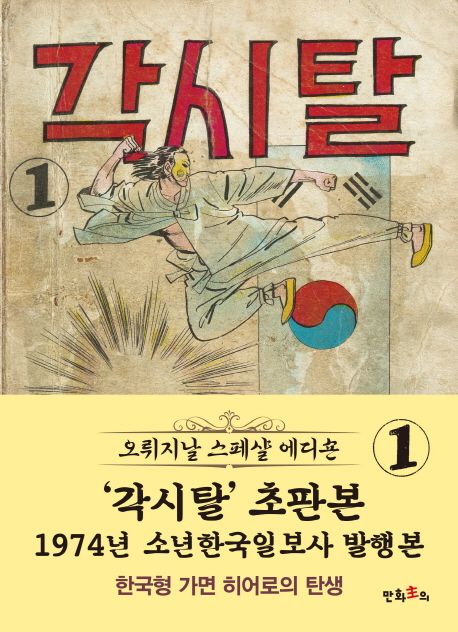 각시탈
1
오뤼지날 스페샬 에디숀
1
‘각시탈’ 초판본
1974년 소년한국일보사 발행본
한국형 가면 히어로의 탄생
만화主의